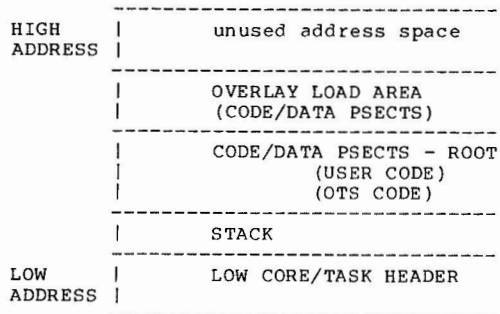 HIGH | unused address space
ADDRESS |
| OVERLAY LOAD AREA
| (CODE/DATA PSECTS)
| CODE/DATA PSECTS - ROOT
| (USER CODE)
| (OTS CODE)
| STACK
LOW | LOW CORE/TASK HEADER
ADDRESS |